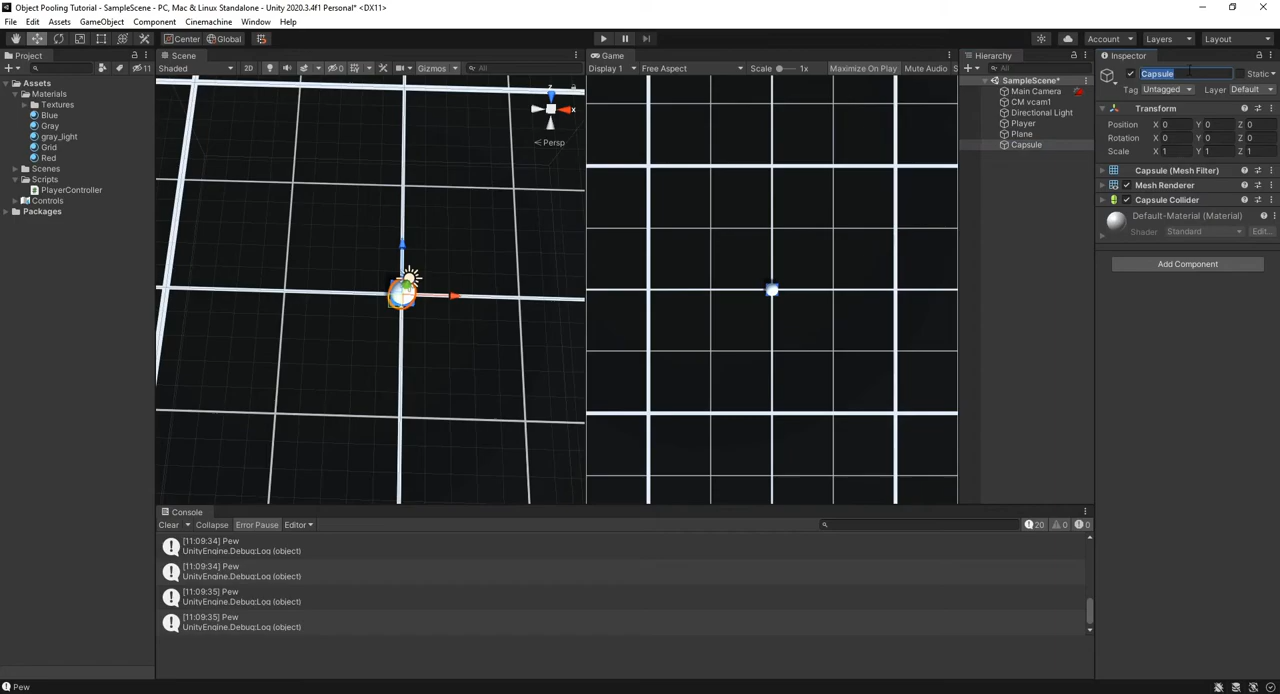 Object Pooling Tutorial - SampleScene - PC, Mac & Linux Standalone - Unity 2020.3.4f1 Personal* <DX11>
File Edit Assets GameObject Component Cinemachine Window Help
Center Global Account Layers Layout
Project
11
Assets
Materials
Textures
Blue
Gray
gray_light
Grid
Red
Scenes
Scripts
PlayerController
Controls
Packages
Scene
Shaded 2D 0 Gizmos All
z
x
Persp
Game
Display 1 Free Aspect Scale 1x Maximize On Play Mute Audio S
Hierarchy
All
SampleScene*
Main Camera
CM vcam1
Directional Light
Player
Plane
Capsule
Inspector
Capsule Static
Tag Untagged Layer Default
Transform
Position X 0 Y 0 Z 0
Rotation X 0 Y 0 Z 0
Scale X 1 Y 1 Z 1
Capsule (Mesh Filter)
Mesh Renderer
Capsule Collider
Default-Material (Material)
Shader Standard Edit...
Add Component
Console
Clear Collapse Error Pause Editor 20 0 0
[11:09:34] Pew
UnityEngine.Debug:Log (object)
[11:09:34] Pew
UnityEngine.Debug:Log (object)
[11:09:35] Pew
UnityEngine.Debug:Log (object)
[11:09:35] Pew
UnityEngine.Debug:Log (object)
Pew